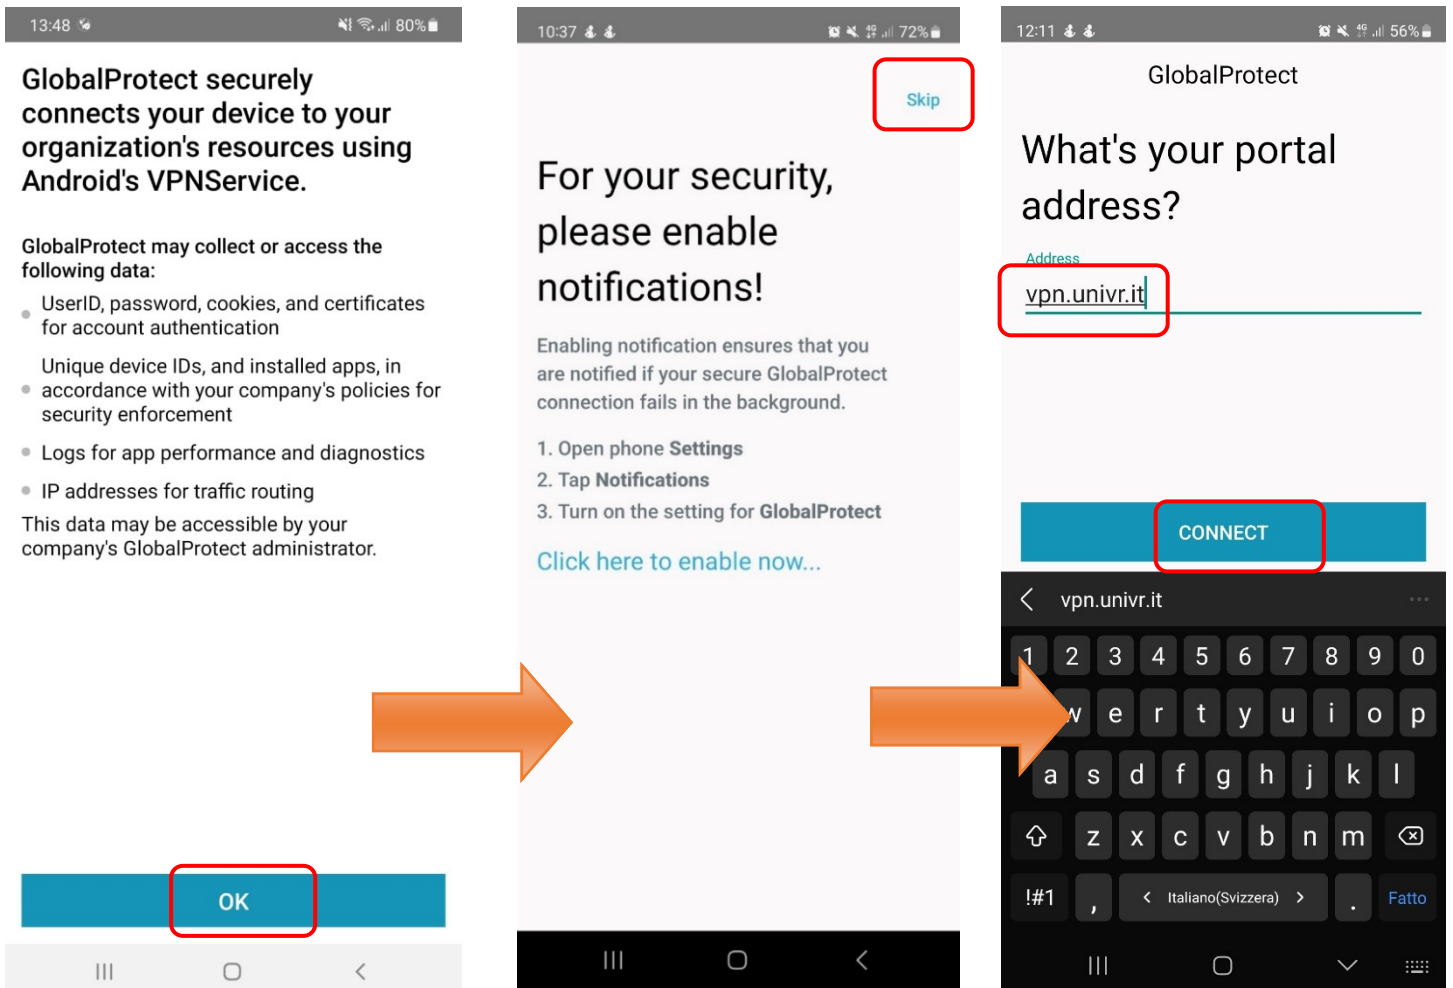 13:48
80%
GlobalProtect securely
connects your device to your
organization's resources using
Android's VPNService.
GlobalProtect may collect or access the
following data:
UserID, password, cookies, and certificates
for account authentication
Unique device IDs, and installed apps, in
accordance with your company's policies for
security enforcement
Logs for app performance and diagnostics
IP addresses for traffic routing
This data may be accessible by your
company's GlobalProtect administrator.
OK
10:37
4G
72%
Skip
For your security,
please enable
notifications!
Enabling notification ensures that you
are notified if your secure GlobalProtect
connection fails in the background.
1. Open phone Settings
2. Tap Notifications
3. Turn on the setting for GlobalProtect
Click here to enable now...
12:11
4G
56%
GlobalProtect
What's your portal
address?
Address
vpn.univr.it
CONNECT
vpn.univr.it
1 2 3 4 5 6 7 8 9 0
w e r t y u i o p
a s d f g h j k l
z x c v b n m
!#1 , < Italiano(Svizzera) > . Fatto